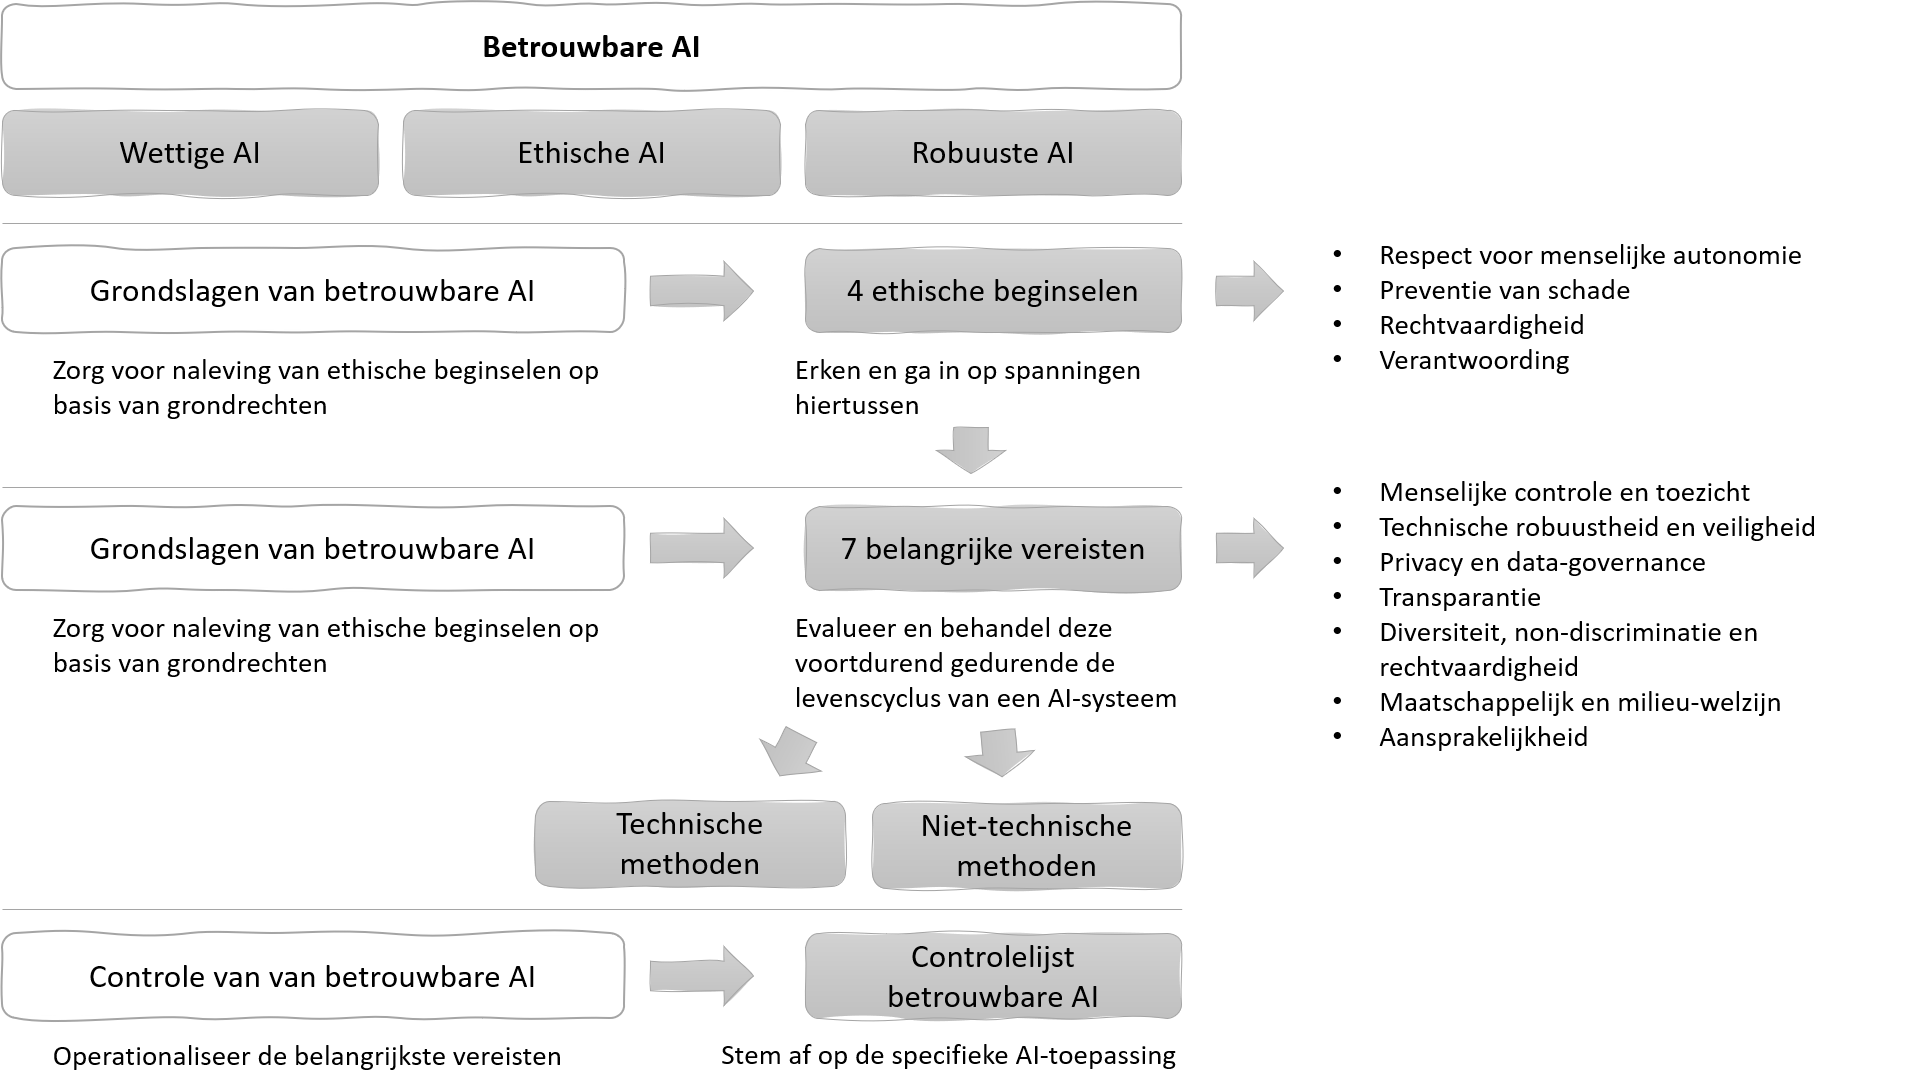 Betrouwbare AI
Wettige AI
Ethische AI
Robuuste AI
Grondslagen van betrouwbare AI
4 ethische beginselen
• Respect voor menselijke autonomie
• Preventie van schade
• Rechtvaardigheid
• Verantwoording
Zorg voor naleving van ethische beginselen op
basis van grondrechten
Erken en ga in op spanningen
hiertussen
Grondslagen van betrouwbare AI
7 belangrijke vereisten
• Menselijke controle en toezicht
• Technische robuustheid en veiligheid
• Privacy en data-governance
• Transparantie
• Diversiteit, non-discriminatie en
rechtvaardigheid
• Maatschappelijk en milieu-welzijn
• Aansprakelijkheid
Zorg voor naleving van ethische beginselen op
basis van grondrechten
Evalueer en behandel deze
voortdurend gedurende de
levenscyclus van een AI-systeem
Technische
methoden
Niet-technische
methoden
Controle van van betrouwbare AI
Controlelijst
betrouwbare AI
Operationaliseer de belangrijkste vereisten
Stem af op de specifieke AI-toepassing